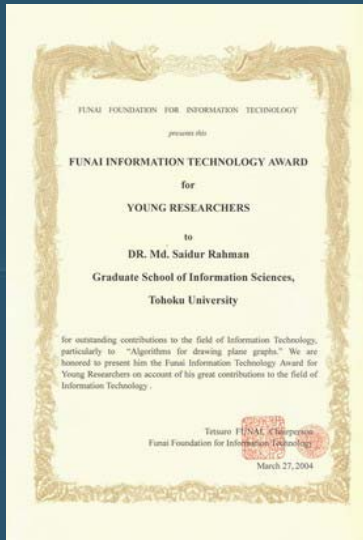 FUNAI FOUNDATION FOR INFORMATION TECHNOLOGY
presents this
FUNAI INFORMATION TECHNOLOGY AWARD
for
YOUNG RESEARCHERS
to
DR. Md. Saidur Rahman
Graduate School of Information Sciences,
Tohoku University
for outstanding contributions to the field of Information Technology,
particularly to "Algorithms for drawing plane graphs." We are
honored to present him the Funai Information Technology Award for
Young Researchers on account of his great contributions to the field of
Information Technology .
Tetsuro FUNAI, Chairperson
Funai Foundation for Information Technology
March 27, 2004